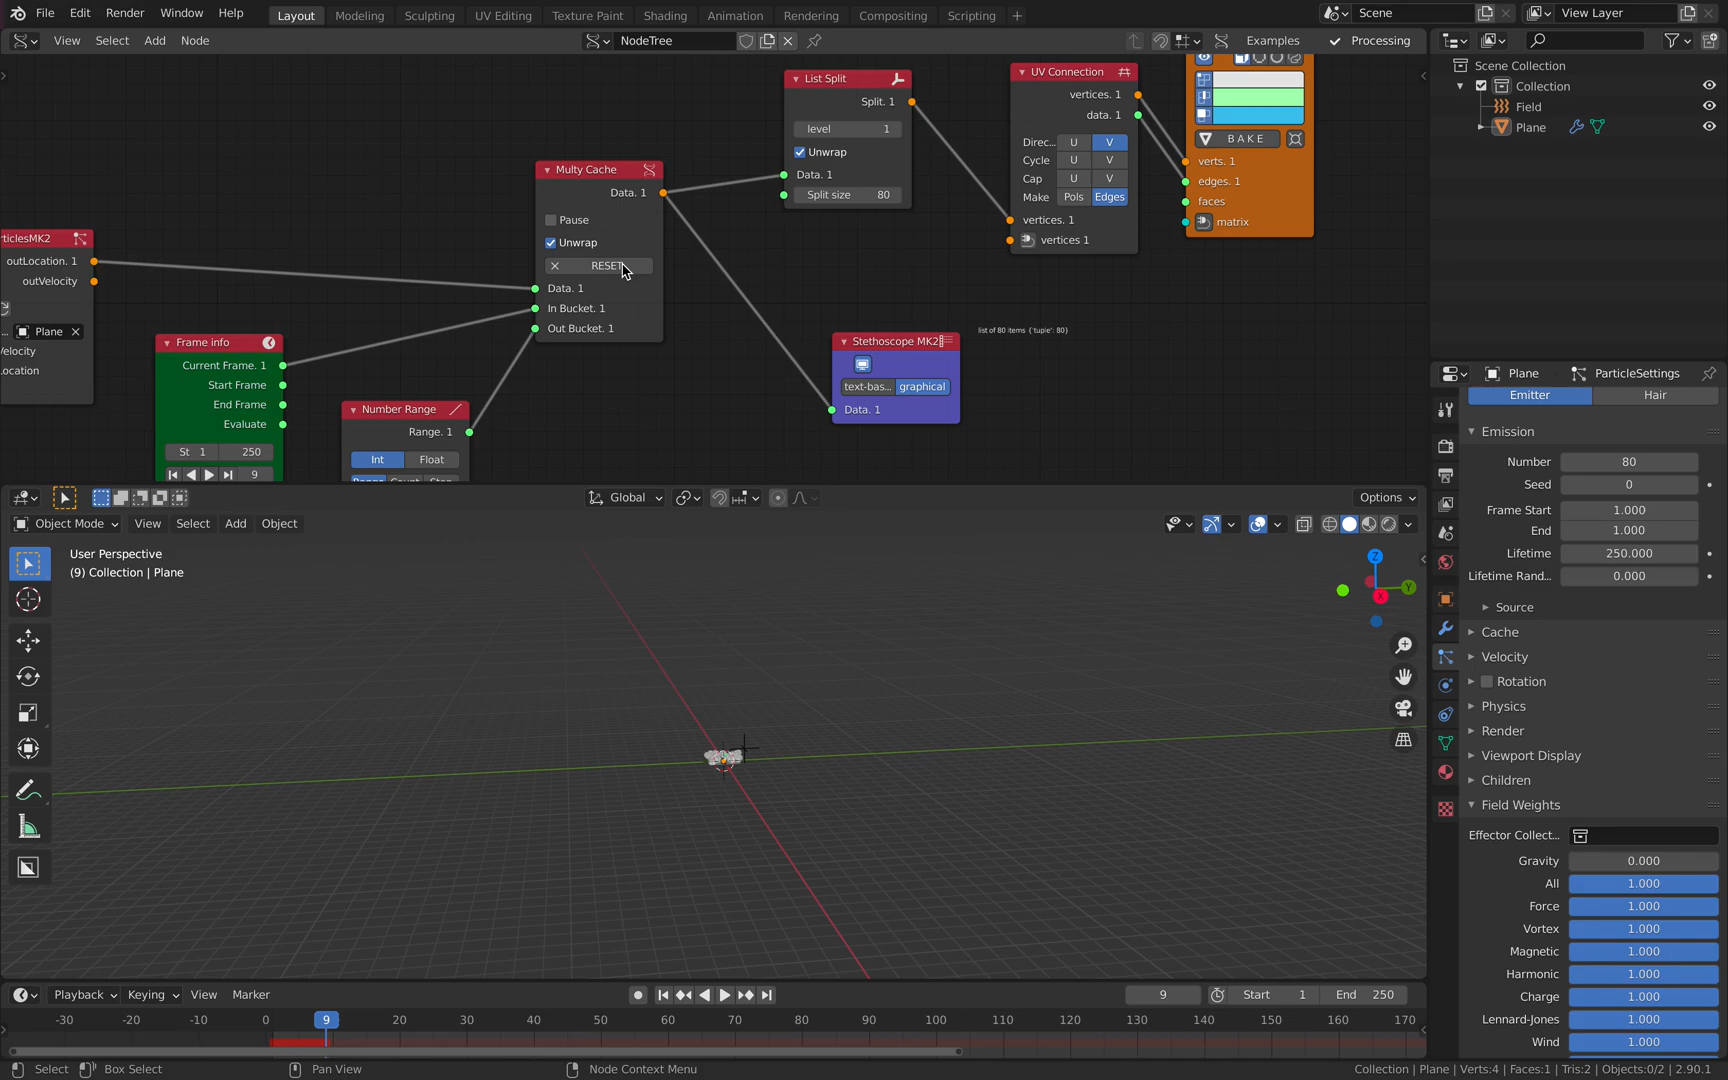 File Edit Render Window Help Layout Modeling Sculpting UV Editing Texture Paint Shading Animation Rendering Compositing Scripting + Scene View Layer
View Select Add Node NodeTree Examples Processing
Scene Collection
Collection
Field
Plane
List Split
Split. 1
level 1
Unwrap
Data. 1
Split size 80
UV Connection
vertices. 1
data. 1
Direc... U V
Cycle U V
Cap U V
Make Pols Edges
vertices. 1
vertices 1
BAKE
verts. 1
edges. 1
faces
matrix
Multy Cache
Data. 1
Pause
Unwrap
RESET
Data. 1
In Bucket. 1
Out Bucket. 1
rticlesMK2
outLocation. 1
outVelocity
... Plane
Velocity
Location
Frame info
Current Frame. 1
Start Frame
End Frame
Evaluate
St 1 250
9
Number Range
Range. 1
Int Float
Range Count Step
Stethoscope MK2
text-bas... graphical
Data. 1
list of 80 items {'tuple': 80}
Global Options
Object Mode View Select Add Object
User Perspective
(9) Collection | Plane
Z
Y
X
Plane ParticleSettings
Emitter Hair
Emission
Number 80
Seed 0
Frame Start 1.000
End 1.000
Lifetime 250.000
Lifetime Rand... 0.000
Source
Cache
Velocity
Rotation
Physics
Render
Viewport Display
Children
Field Weights
Effector Collect...
Gravity 0.000
All 1.000
Force 1.000
Vortex 1.000
Magnetic 1.000
Harmonic 1.000
Charge 1.000
Lennard-Jones 1.000
Wind 1.000
Playback Keying View Marker 9 Start 1 End 250
-30 -20 -10 0 9 20 30 40 50 60 70 80 90 100 110 120 130 140 150 160 170
Select Box Select Pan View Node Context Menu Collection | Plane | Verts:4 | Faces:1 | Tris:2 | Objects:0/2 | 2.90.1